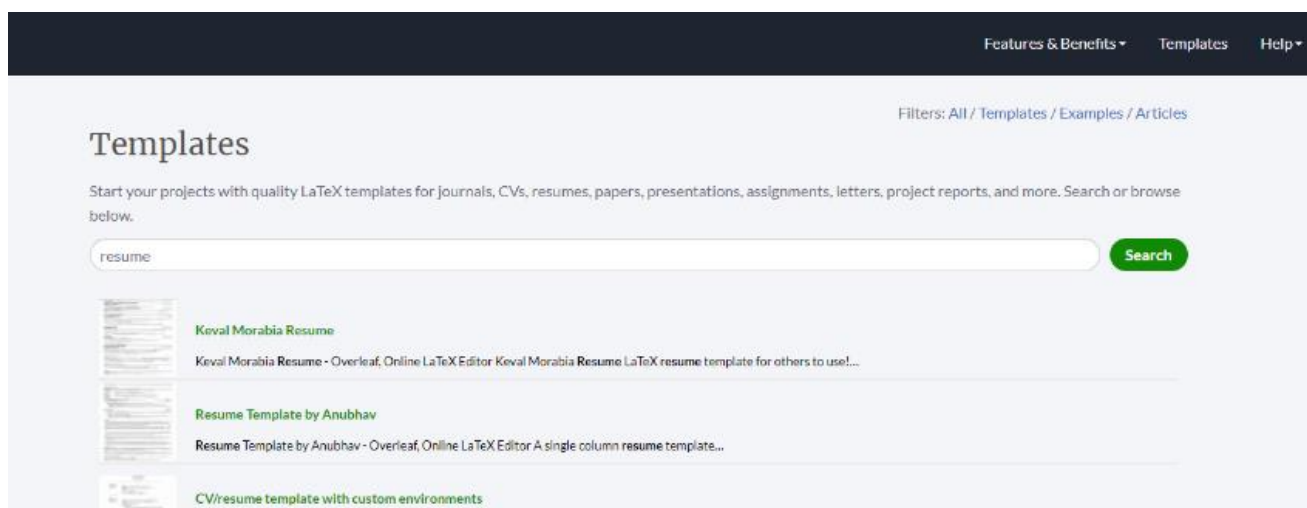 Features & Benefits Templates Help
Filters: All / Templates / Examples / Articles
Templates
Start your projects with quality LaTeX templates for journals, CVs, resumes, papers, presentations, assignments, letters, project reports, and more. Search or browse
below.
resume
Search
Keval Morabia Resume
Keval Morabia Resume - Overleaf, Online LaTeX Editor Keval Morabia Resume LaTeX resume template for others to use!...
Resume Template by Anubhav
Resume Template by Anubhav - Overleaf, Online LaTeX Editor A single column resume template...
CV/resume template with custom environments